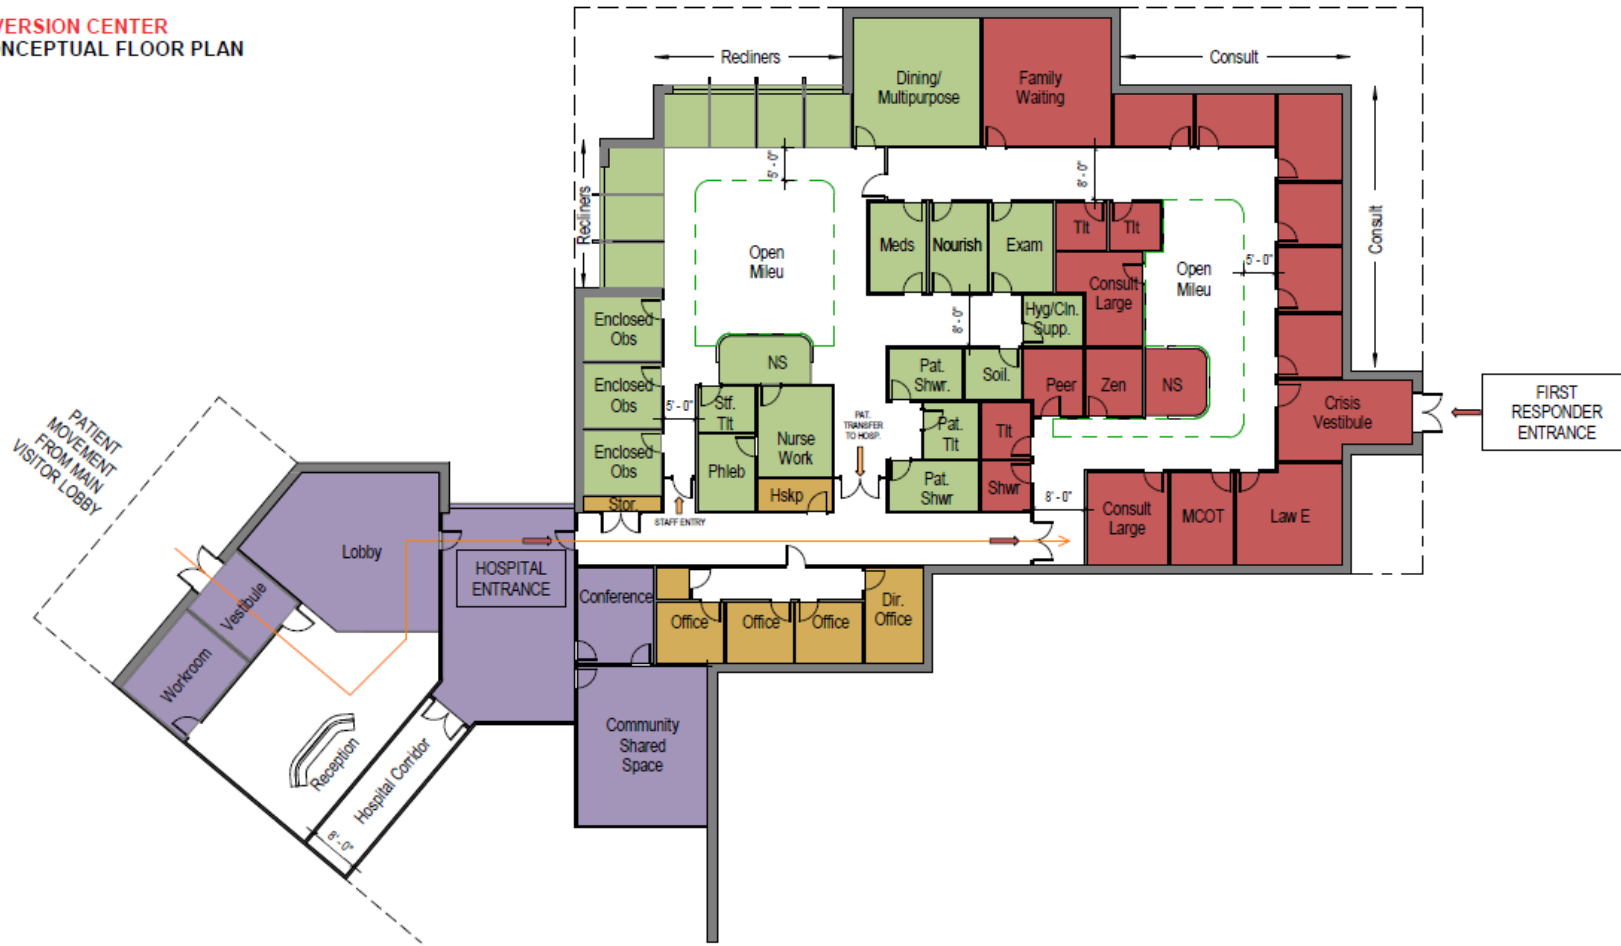 VERSION CENTER
NCEPTUAL FLOOR PLAN
Recliners
Consult
Dining/
Multipurpose
Family
Waiting
5' - 0"
8' - 0"
Recliners
Consult
Meds
Nourish
Exam
Tlt
Tlt
Open
Mileu
Open
Mileu
5' - 0"
Consult
Large
Enclosed
Obs
8' - 0"
Hyg/Cln.
Supp.
NS
Pat.
Shwr.
Soil.
Peer
Zen
NS
Enclosed
Obs
5' - 0"
Stf.
Tlt
PAT.
TRANSFER
TO HOSP.
Crisis
Vestibule
FIRST
RESPONDER
ENTRANCE
Pat.
Tlt
Tlt
Enclosed
Obs
Nurse
Work
Phleb
Pat.
Shwr
Shwr
Hskp
Stor.
STAFF ENTRY
8' - 0"
Consult
Large
MCOT
Law E
PATIENT
MOVEMENT
FROM MAIN
VISITOR LOBBY
Lobby
HOSPITAL
ENTRANCE
Conference
Vestibule
Office
Office
Office
Dir.
Office
Workroom
Reception
Hospital Corridor
8' - 0"
Community
Shared
Space